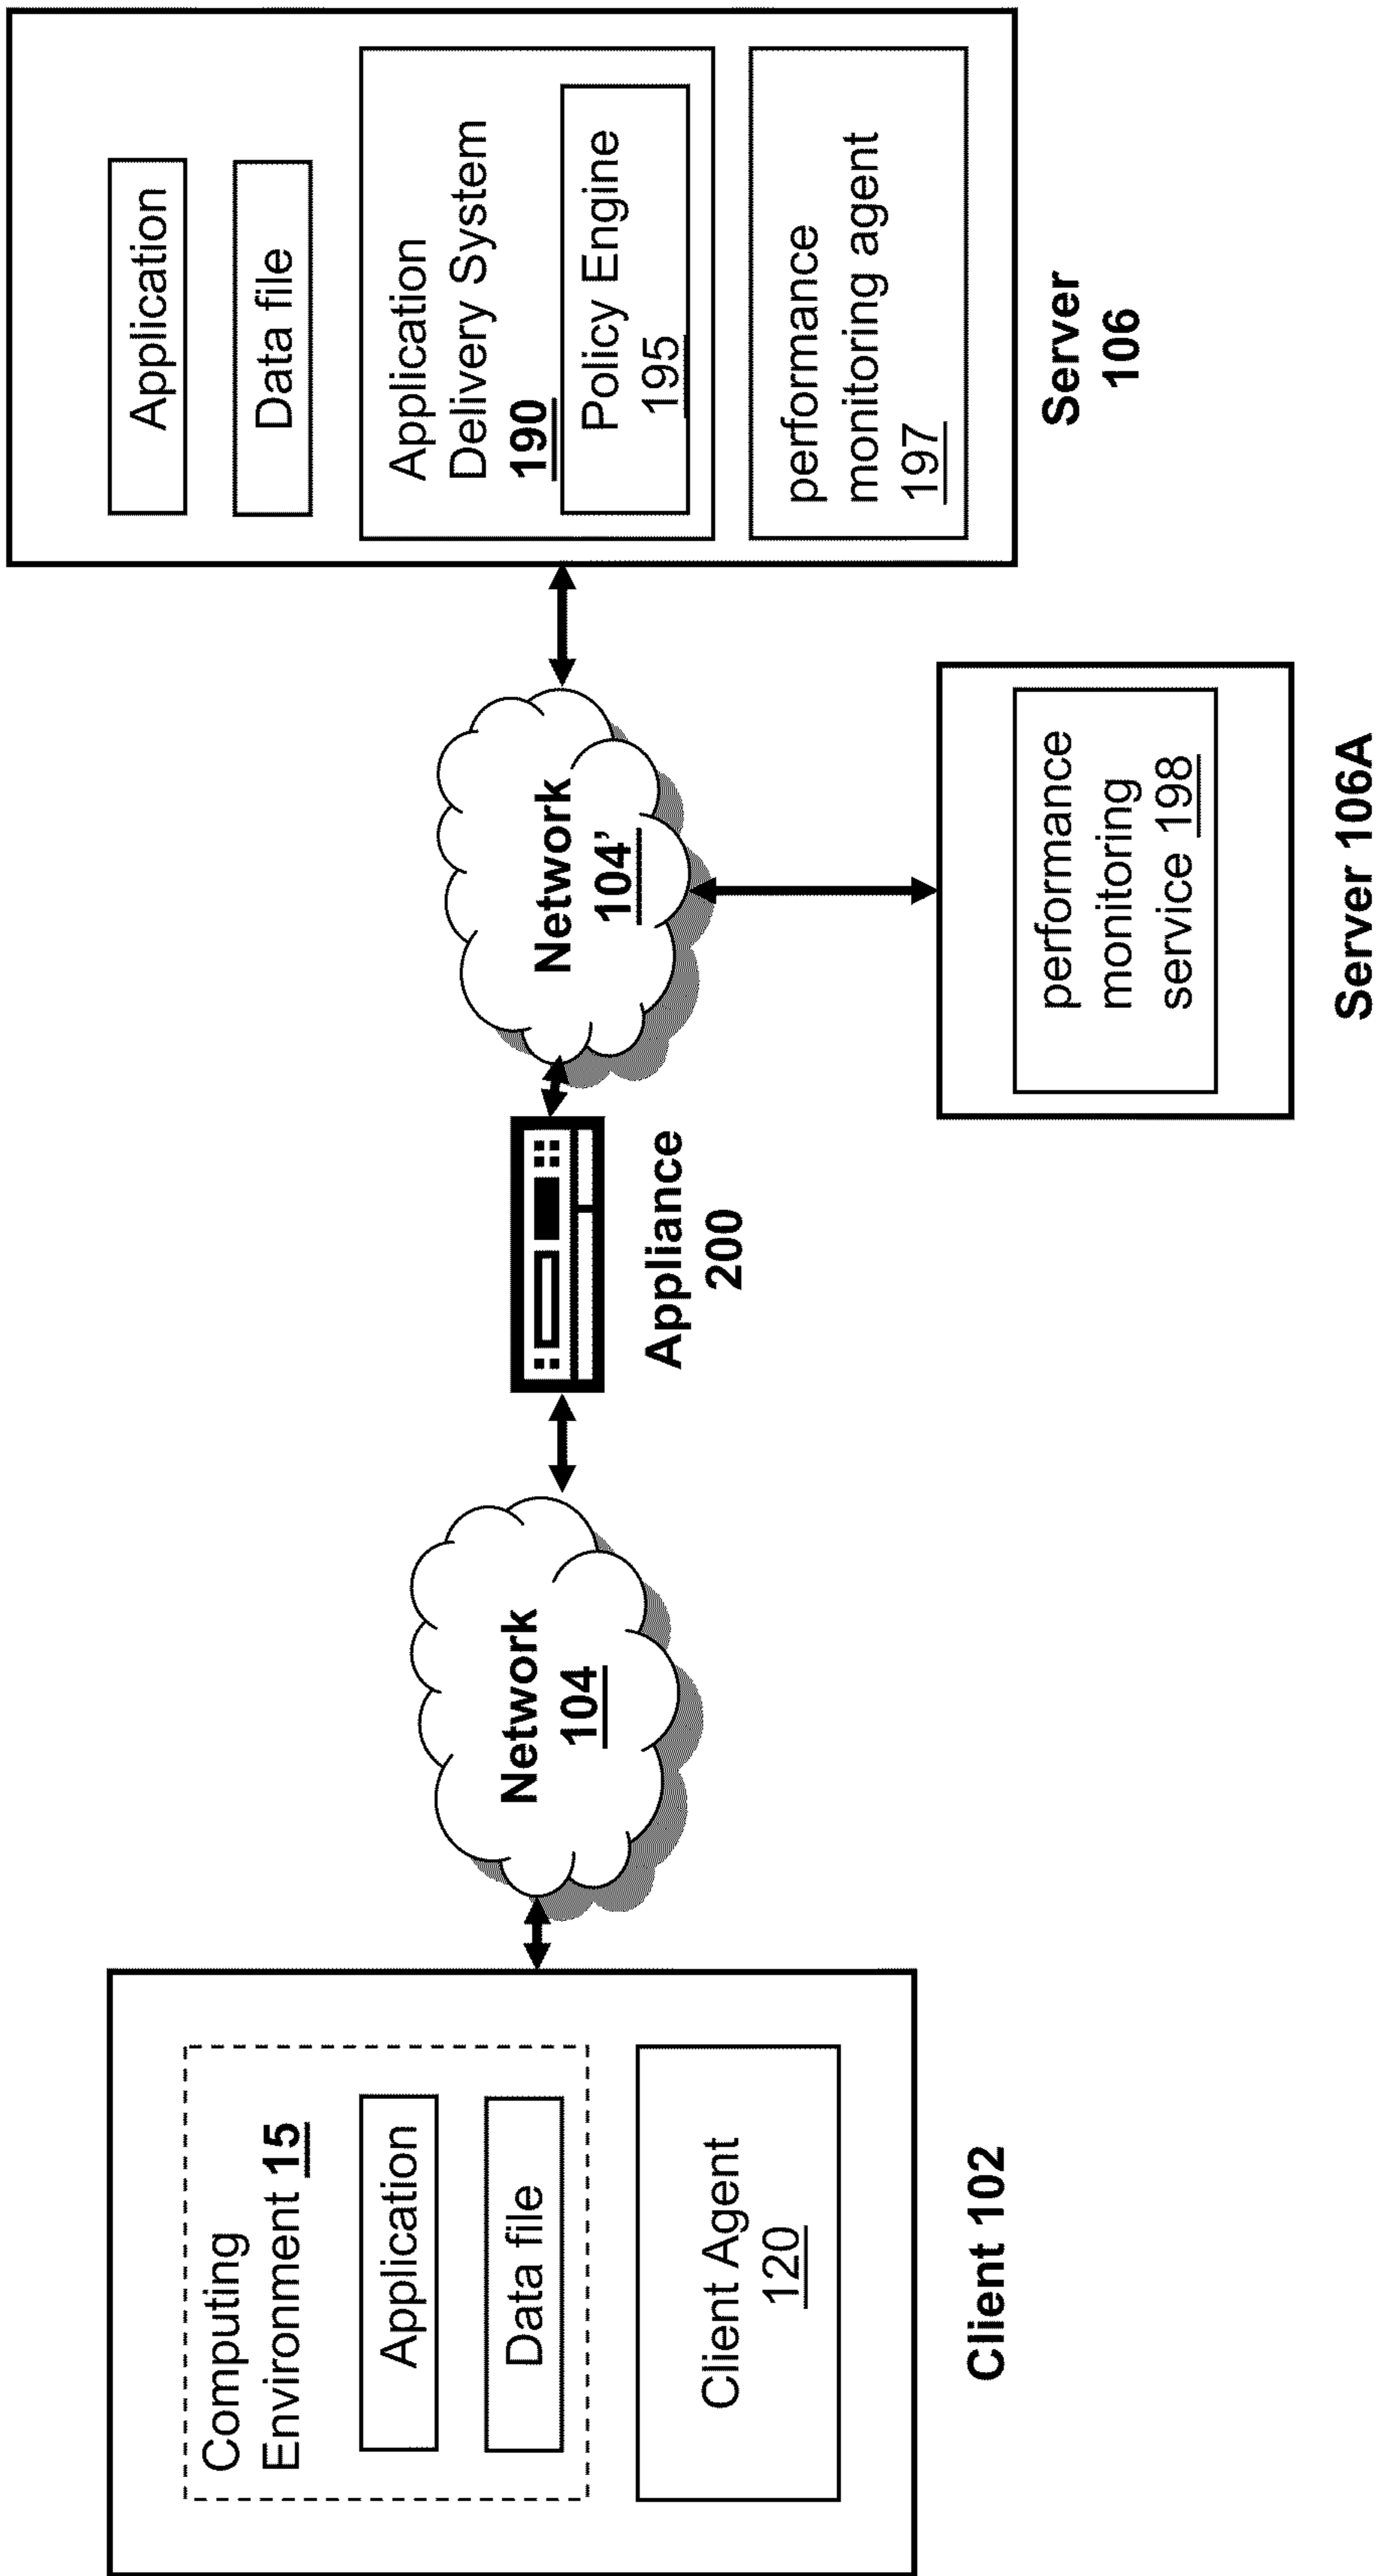 Computing
Environment 15
Application
Data file
Client Agent
120
Client 102
Network
104
Appliance
200
Network
104’
performance
monitoring
service 198
Server 106A
Application
Data file
Application
Delivery System
190
Policy Engine
195
performance
monitoring agent
197
Server
106